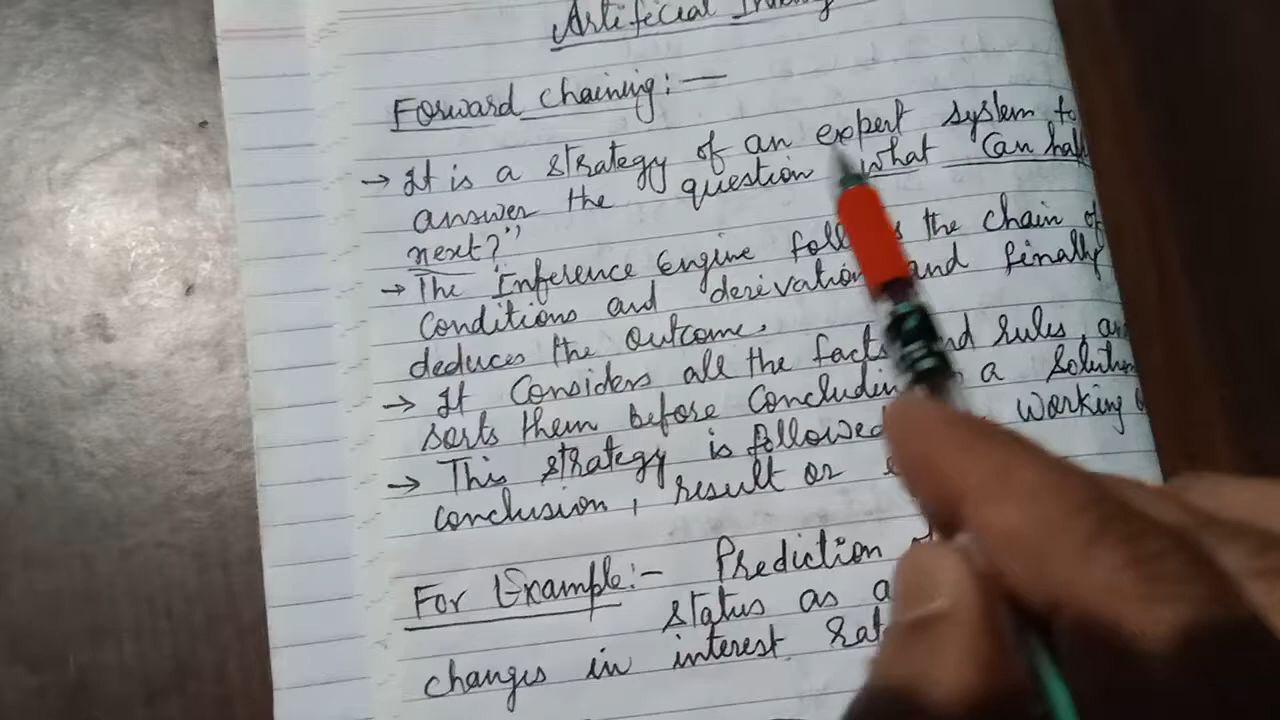 Artificial
Forward chaining:—
→ It is a strategy of an expert system to
answer the question "what can
next?"
→ The Inference Engine the chain of
conditions and derivation and finally
deduces the outcome.
→ It Considers all the facts and rules, and
sorts them before a
→ This strategy is followed working
conclusion, result or
For Example:- Prediction
status as a
changes in interest